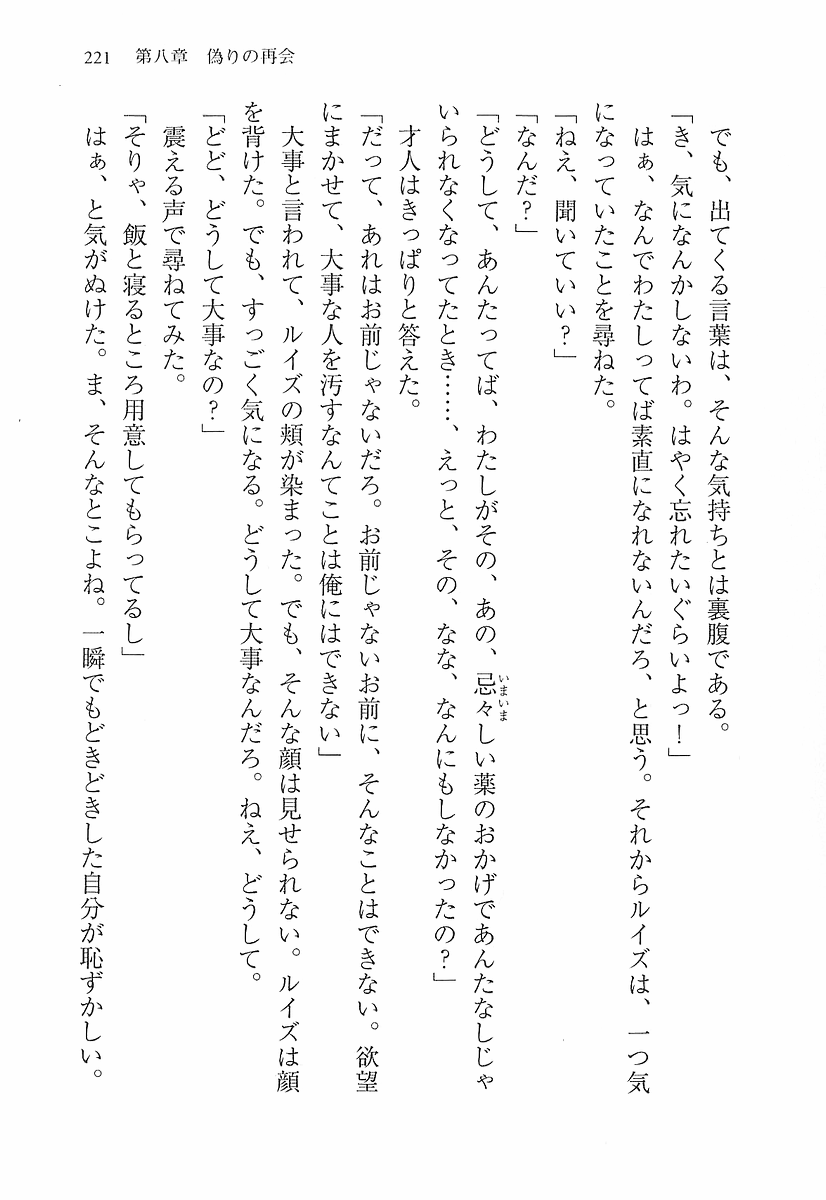 221　第八章　偽りの再会
　でも、出てくる言葉は、そんな気持ちとは裏腹である。
「き、気になんかしないわ。はやく忘れたいぐらいよっ！」
　はぁ、なんでわたしってば素直になれないんだろ、と思う。それからルイズは、一つ気
になっていたことを尋ねた。
「ねえ、聞いていい？」
「なんだ？」
「どうして、あんたってば、わたしがその、あの、忌々しい薬のおかげであんたなしじゃ
いまいま
いられなくなってたとき……、えっと、その、なな、なんにもしなかったの？」
　才人はきっぱりと答えた。
「だって、あれはお前じゃないだろ。お前じゃないお前に、そんなことはできない。欲望
にまかせて、大事な人を汚すなんてことは俺にはできない」
　大事と言われて、ルイズの頬が染まった。でも、そんな顔は見せられない。ルイズは顔
を背けた。でも、すっごく気になる。どうして大事なんだろ。ねえ、どうして。
「どど、どうして大事なの？」
　震える声で尋ねてみた。
「そりゃ、飯と寝るところ用意してもらってるし」
　はぁ、と気がぬけた。ま、そんなとこよね。一瞬でもどきどきした自分が恥ずかしい。